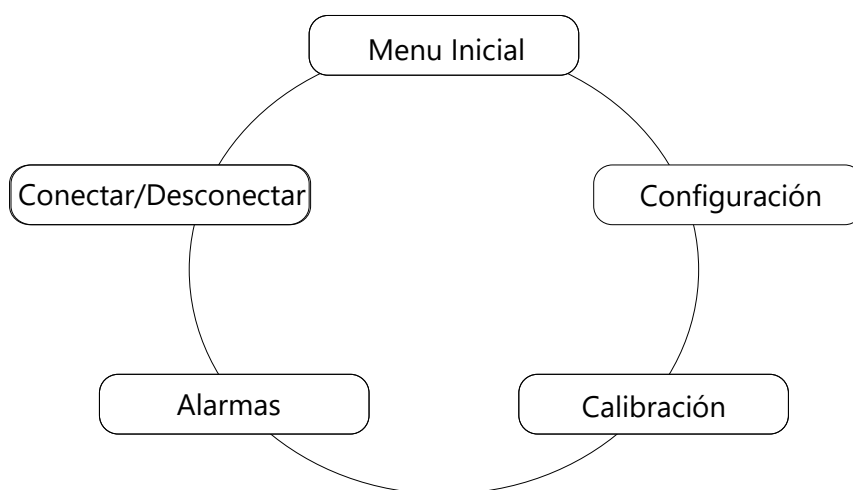 Menu Inicial
Conectar/Desconectar
Configuración
Alarmas
Calibración